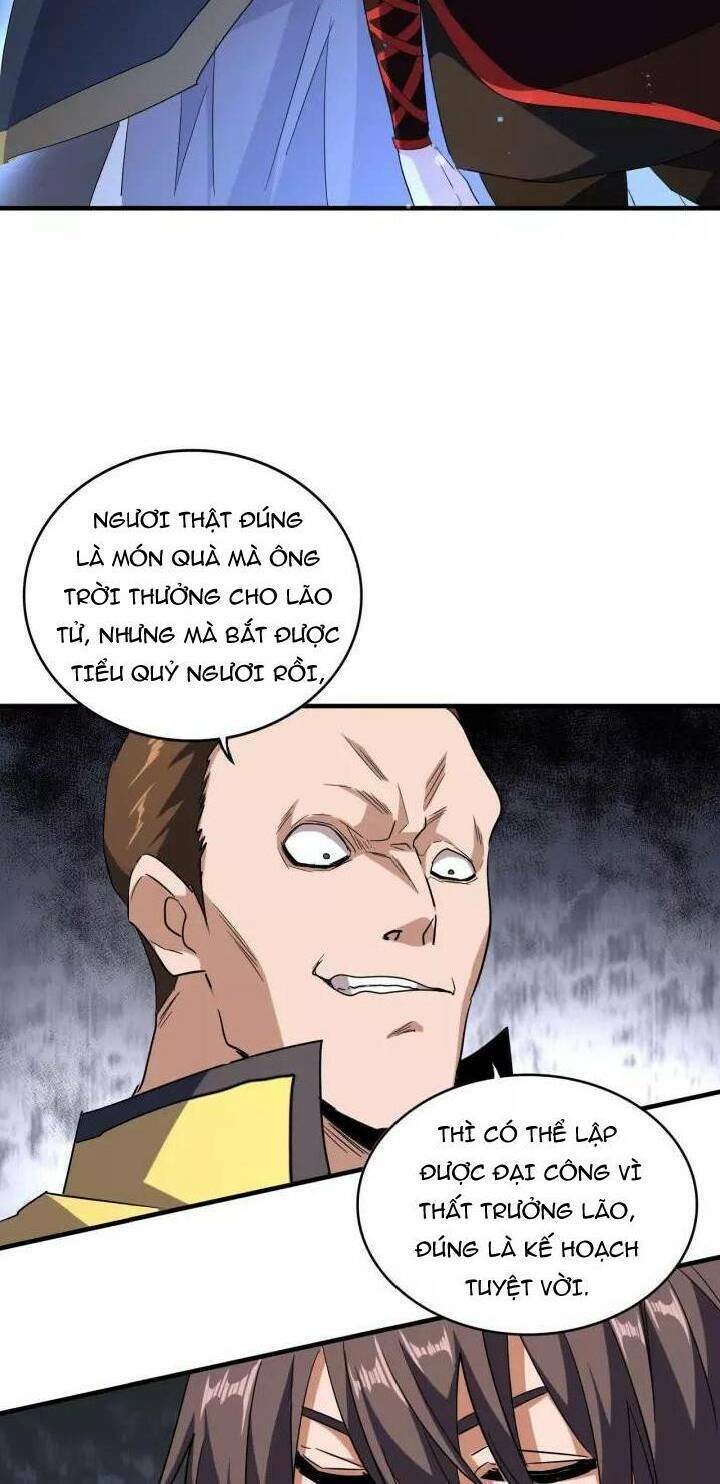 NGƯƠI THẬT ĐÚNG
LÀ MÓN QUÀ MÀ ÔNG
TRỜI THƯỞNG CHO LÃO
TỬ, NHƯNG MÀ BẮT ĐƯỢC
TIỂU QUỶ NGƯƠI RỒI,
THÌ CÓ THỂ LẬP
ĐƯỢC ĐẠI CÔNG VÌ
THẤT TRƯỞNG LÃO,
ĐÚNG LÀ KẾ HOẠCH
TUYỆT VỜI.